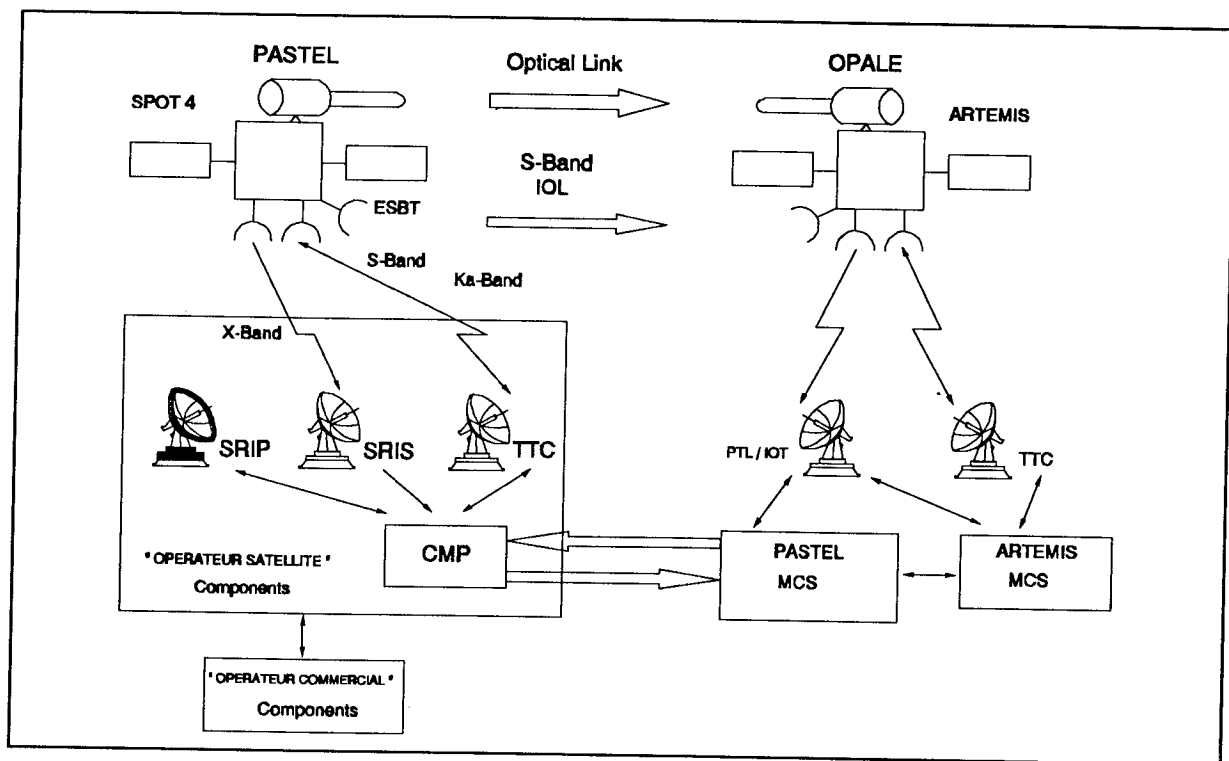 PASTEL
Optical Link
OPALE
SPOT 4
ARTEMIS
S-Band
IOL
ESBT
S-Band
Ka-Band
X-Band
SRIP
SRIS
TTC
PTL / IOT
TTC
CMP
PASTEL
MCS
ARTEMIS
MCS
" OPERATEUR SATELLITE "
Components
" OPERATEUR COMMERCIAL "
Components